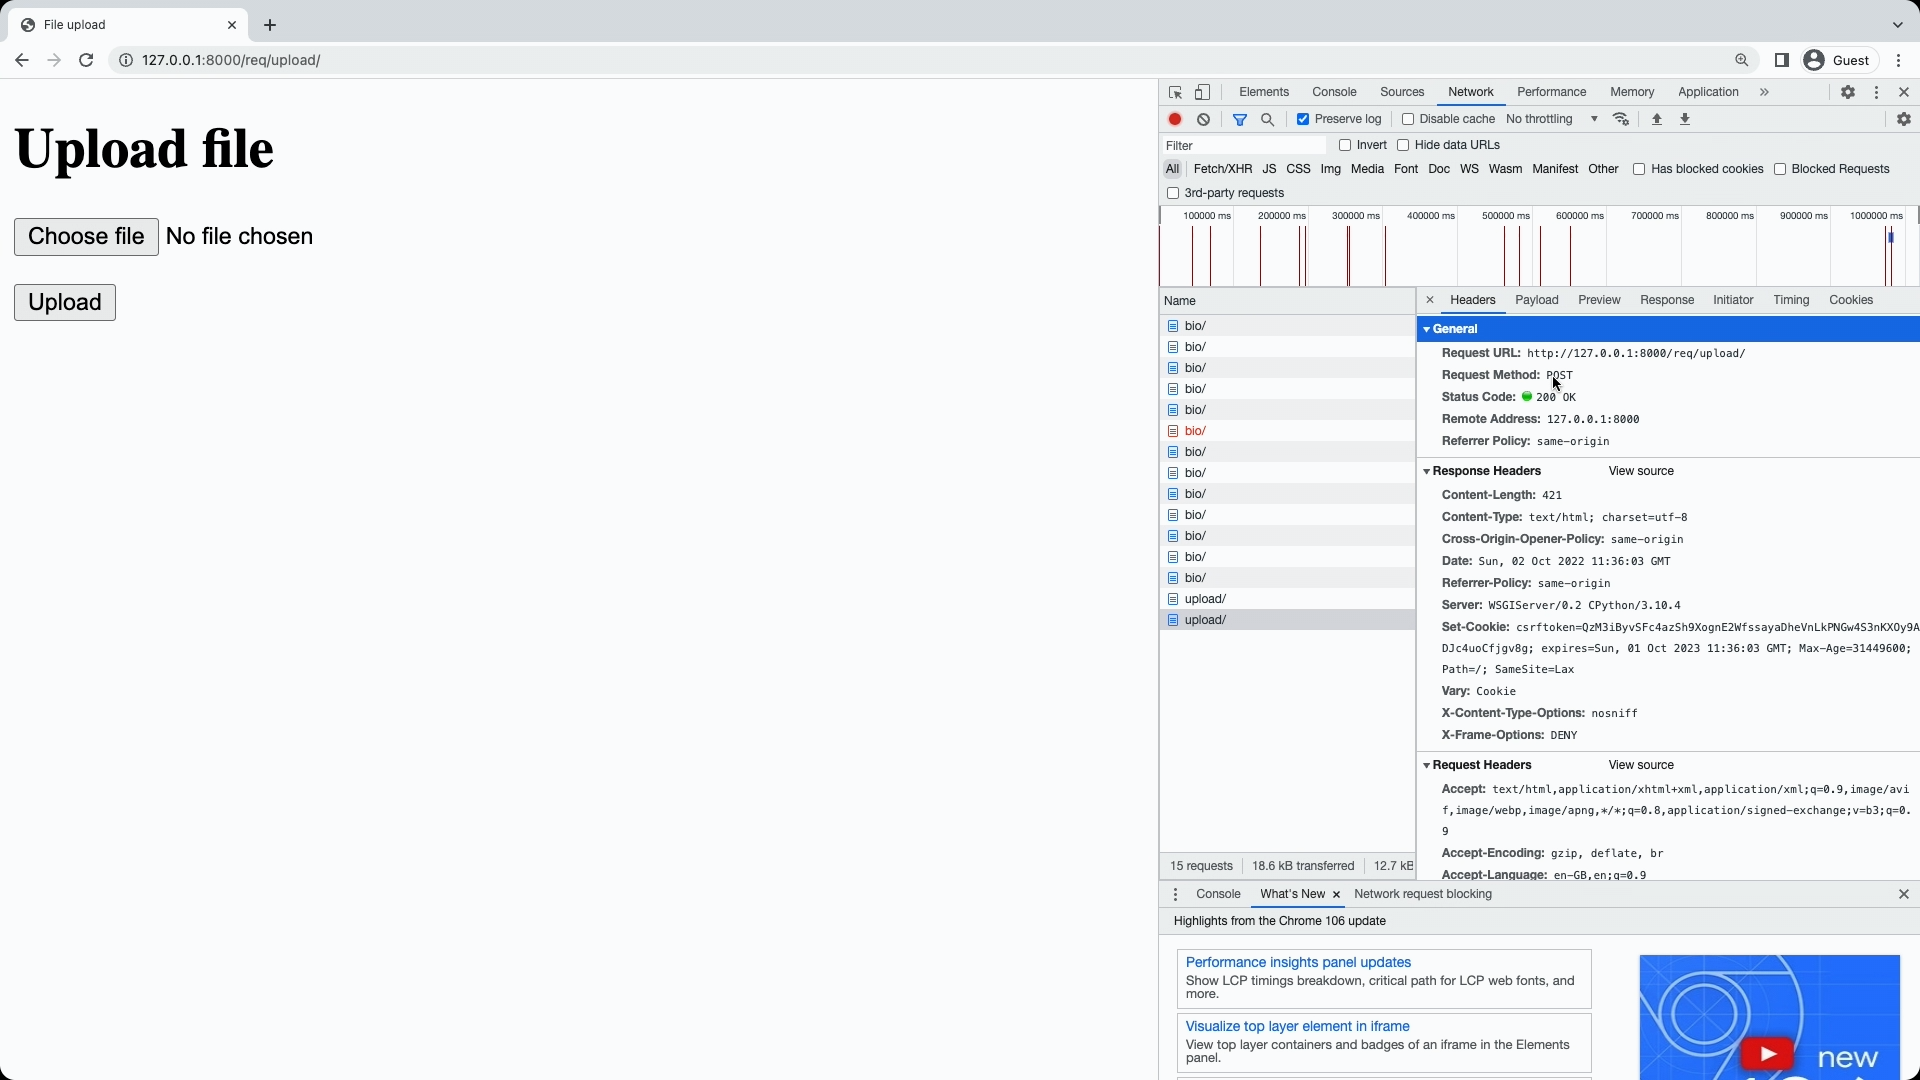 File upload
127.0.0.1:8000/req/upload/
Guest
Upload file
Choose file No file chosen
Upload
Elements Console Sources Network Performance Memory Application
Preserve log Disable cache No throttling
Filter Invert Hide data URLs
All Fetch/XHR JS CSS Img Media Font Doc WS Wasm Manifest Other Has blocked cookies Blocked Requests
3rd-party requests
100000 ms 200000 ms 300000 ms 400000 ms 500000 ms 600000 ms 700000 ms 800000 ms 900000 ms 1000000 ms
Name
bio/
bio/
bio/
bio/
bio/
bio/
bio/
bio/
bio/
bio/
bio/
bio/
bio/
upload/
upload/
15 requests 18.6 kB transferred 12.7 kB
Headers Payload Preview Response Initiator Timing Cookies
General
Request URL: http://127.0.0.1:8000/req/upload/
Request Method: POST
Status Code: 200 OK
Remote Address: 127.0.0.1:8000
Referrer Policy: same-origin
Response Headers View source
Content-Length: 421
Content-Type: text/html; charset=utf-8
Cross-Origin-Opener-Policy: same-origin
Date: Sun, 02 Oct 2022 11:36:03 GMT
Referrer-Policy: same-origin
Server: WSGIServer/0.2 CPython/3.10.4
Set-Cookie: csrftoken=QzM3iByvSFc4azSh9XognE2WfssayaDheVnLkPNGw4S3nKXOy9A
DJc4uoCfjgv8g; expires=Sun, 01 Oct 2023 11:36:03 GMT; Max-Age=31449600;
Path=/; SameSite=Lax
Vary: Cookie
X-Content-Type-Options: nosniff
X-Frame-Options: DENY
Request Headers View source
Accept: text/html,application/xhtml+xml,application/xml;q=0.9,image/avi
f,image/webp,image/apng,*/*;q=0.8,application/signed-exchange;v=b3;q=0.
9
Accept-Encoding: gzip, deflate, br
Accept-Language: en-GB,en;q=0.9
Console What's New Network request blocking
Highlights from the Chrome 106 update
Performance insights panel updates
Show LCP timings breakdown, critical path for LCP web fonts, and
more.
Visualize top layer element in iframe
View top layer containers and badges of an iframe in the Elements
panel.
new